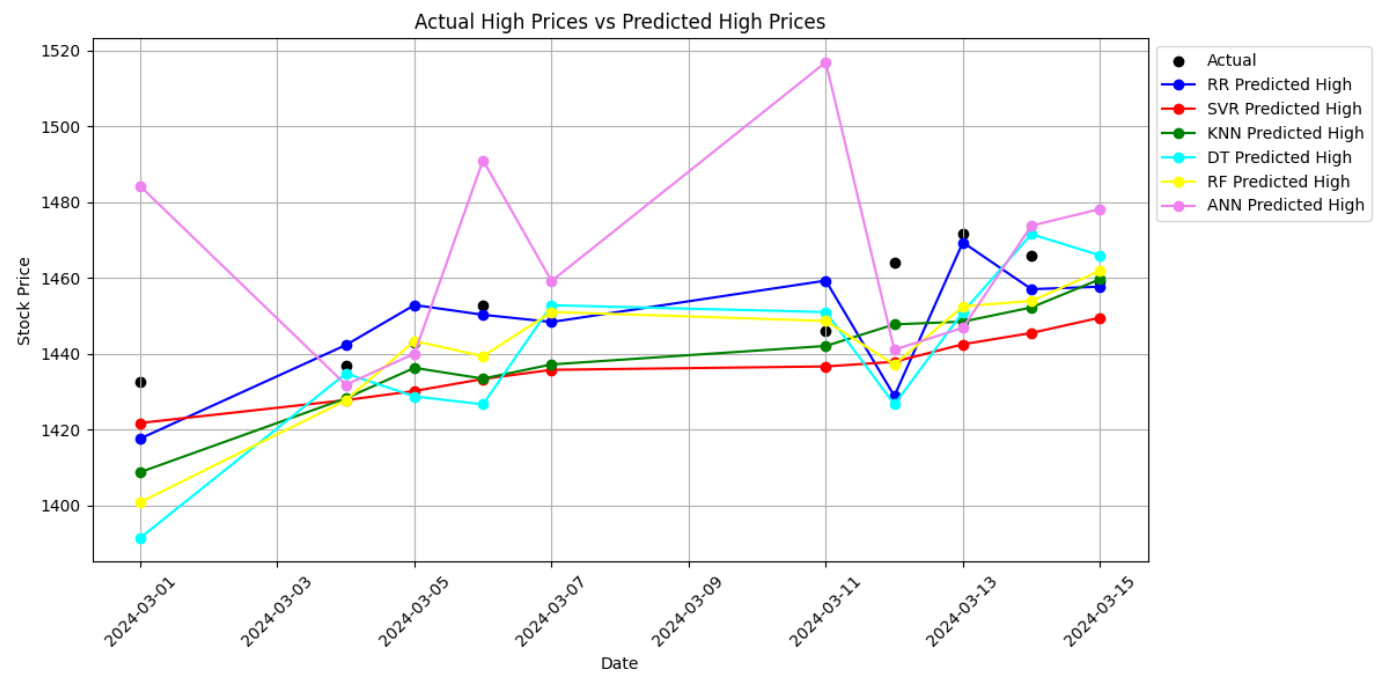 Actual High Prices vs Predicted High Prices
1520
1500
1480
1460
1440
1420
1400
Stock Price
2024-03-01
2024-03-03
2024-03-05
2024-03-07
2024-03-09
2024-03-11
2024-03-13
2024-03-15
Date
Actual
RR Predicted High
SVR Predicted High
KNN Predicted High
DT Predicted High
RF Predicted High
ANN Predicted High